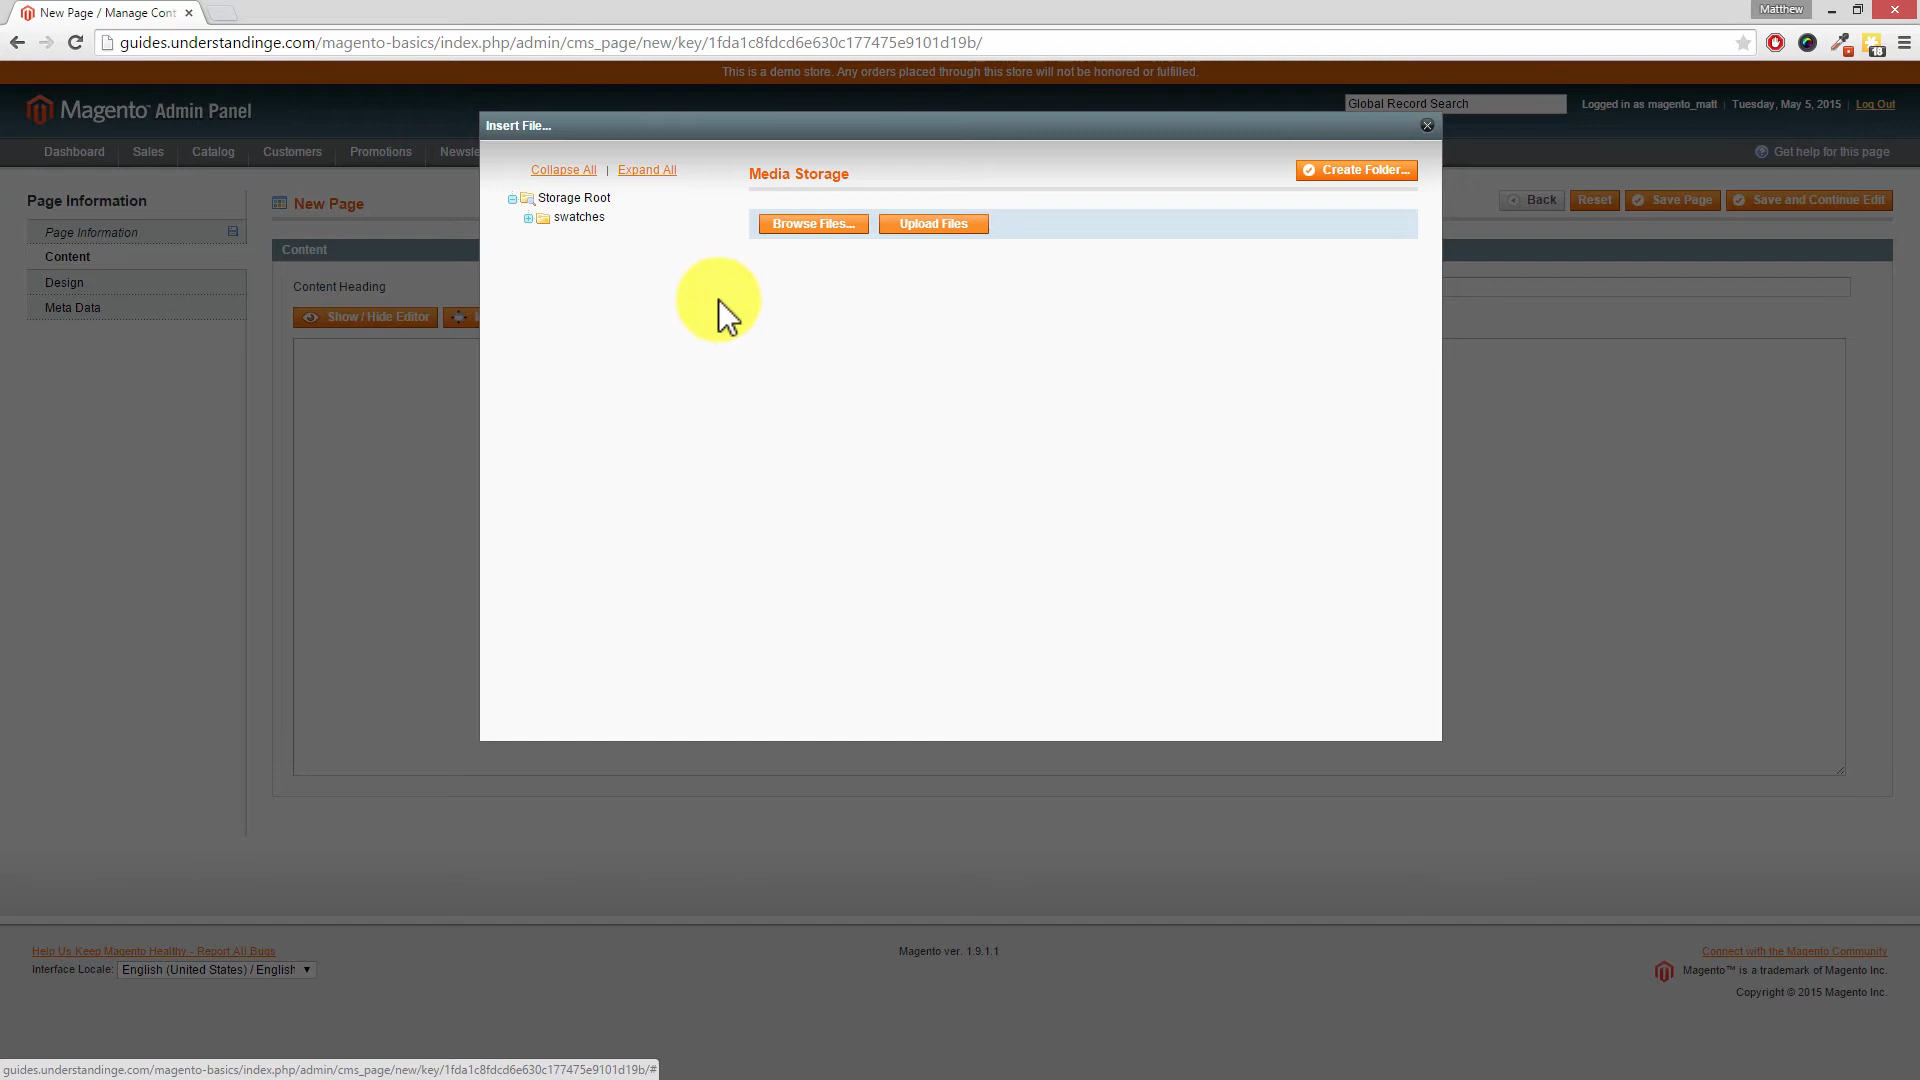 New Page / Manage Cont
Matthew
guides.understandinge.com/magento-basics/index.php/admin/cms_page/new/key/1fda1c8fdcd6e630c177475e9101d19b/
18
This is a demo store. Any orders placed through this store will not be honored or fulfilled.
Magento™ Admin Panel
Global Record Search
Logged in as magento_matt | Tuesday, May 5, 2015 | Log Out
Dashboard Sales Catalog Customers Promotions Newsle
Get help for this page
Insert File...
Collapse All | Expand All
Storage Root
swatches
Media Storage
Create Folder...
Browse Files... Upload Files
Page Information
Page Information
Content
Design
Meta Data
New Page
Back Reset Save Page Save and Continue Edit
Content
Content Heading
Show / Hide Editor
Help Us Keep Magento Healthy - Report All Bugs
Interface Locale: English (United States) / English
Magento ver. 1.9.1.1
Connect with the Magento Community
Magento™ is a trademark of Magento Inc.
Copyright © 2015 Magento Inc.
guides.understandinge.com/magento-basics/index.php/admin/cms_page/new/key/1fda1c8fdcd6e630c177475e9101d19b/#